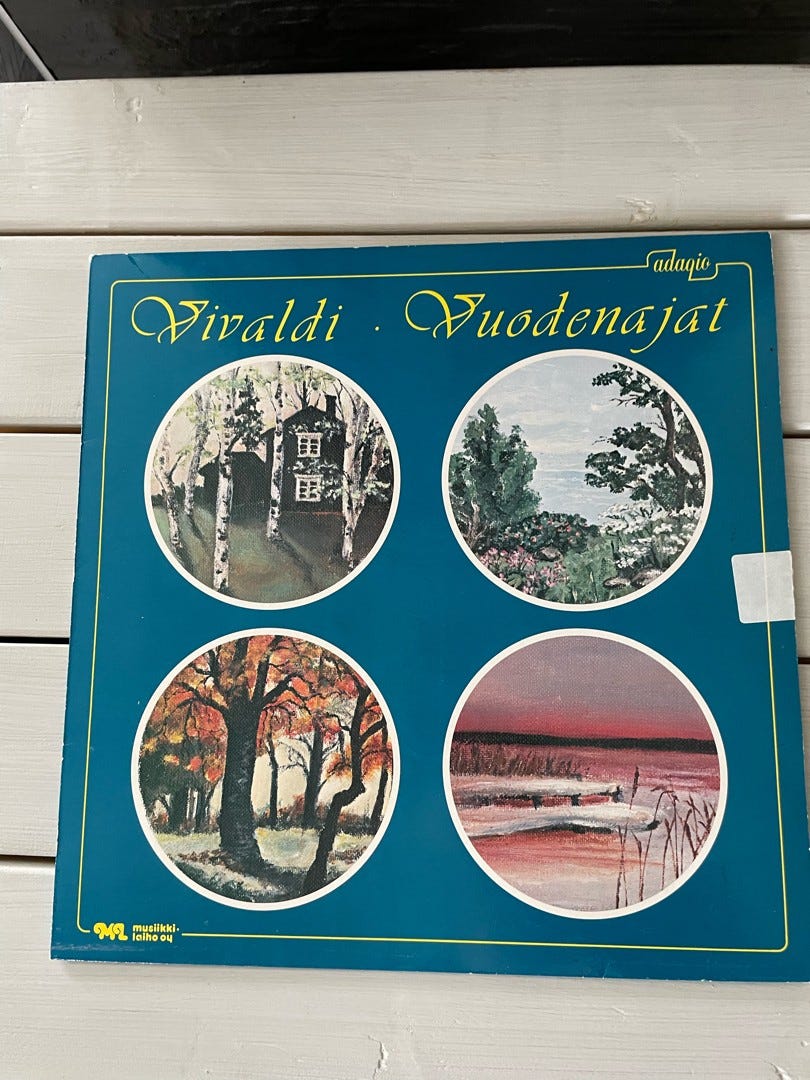 adagio
Vivaldi · Vuodenajat
musiikki-
laiho oy